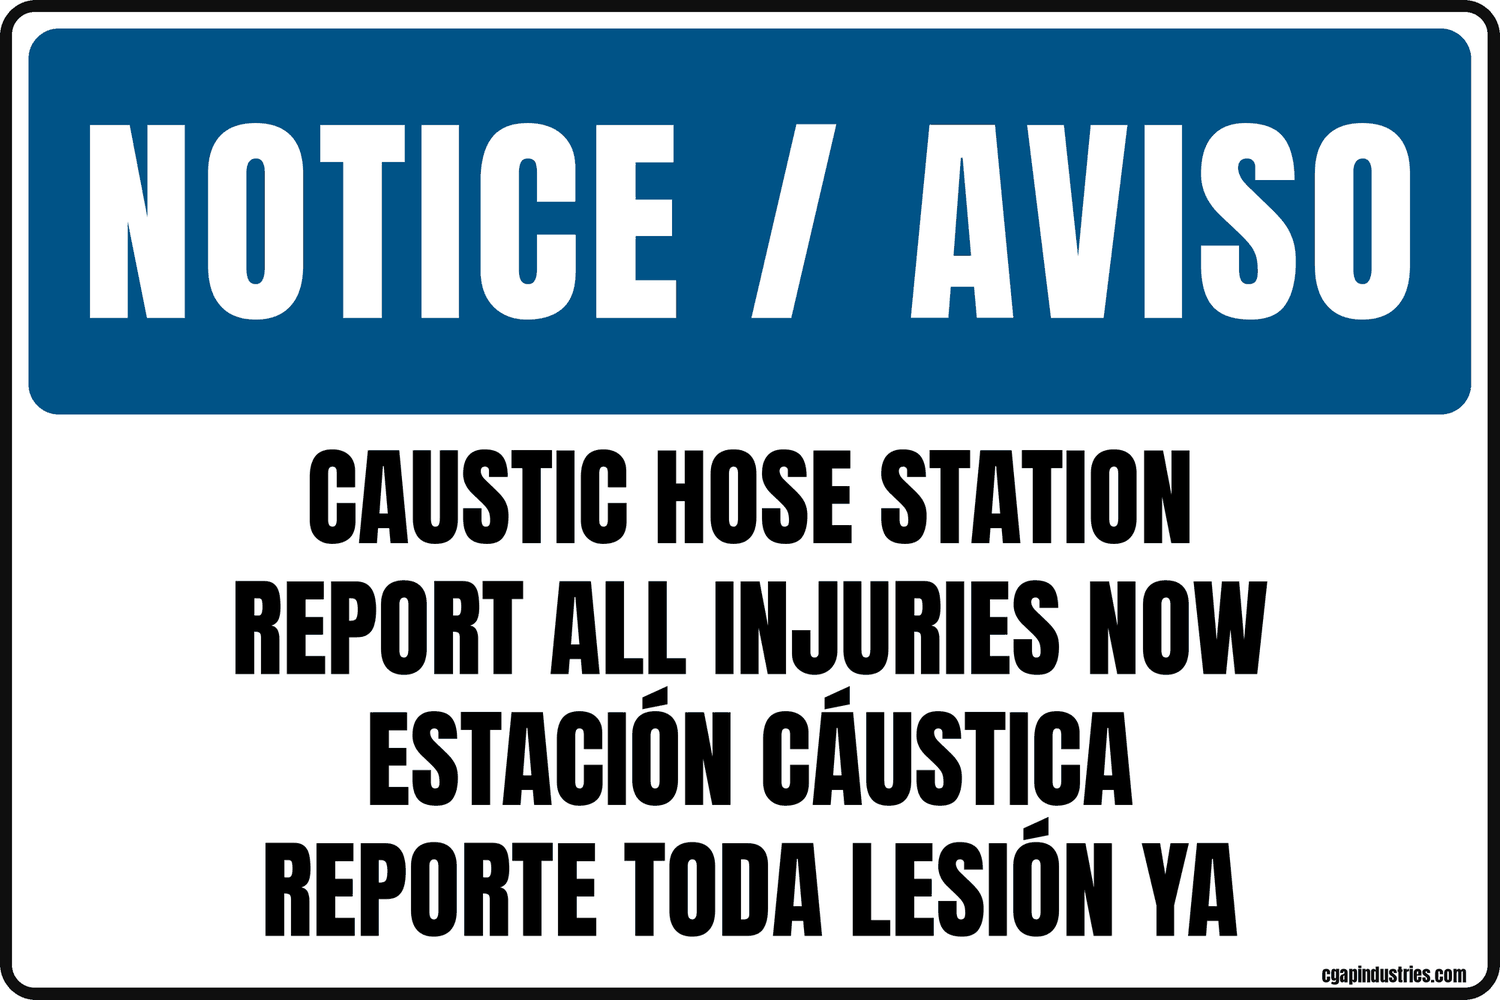 NOTICE / AVISO
CAUSTIC HOSE STATION
REPORT ALL INJURIES NOW
ESTACIÓN CÁUSTICA
REPORTE TODA LESIÓN YA
cgapindustries.com